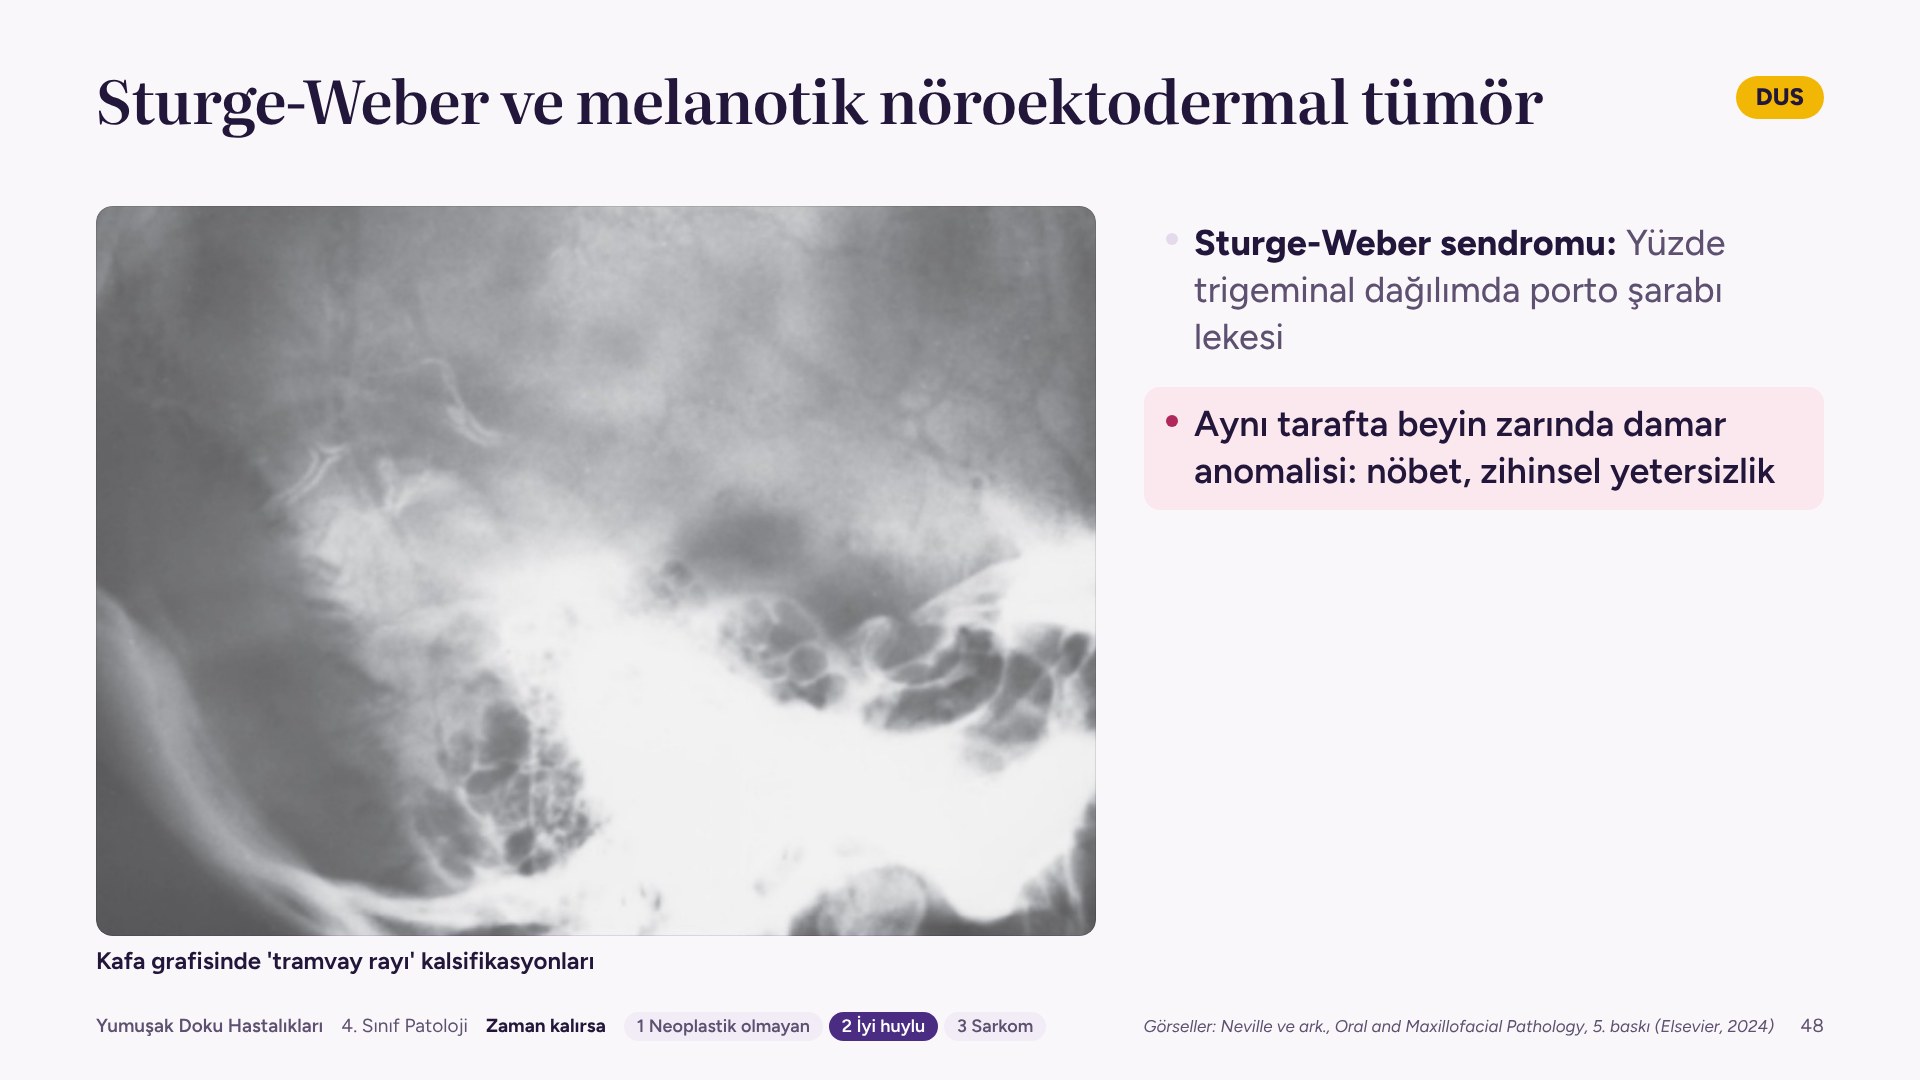 Sturge-Weber ve melanotik nöroektodermal tümör
DUS
Sturge-Weber sendromu: Yüzde
trigeminal dağılımda porto şarabı
lekesi
Aynı tarafta beyin zarında damar
anomalisi: nöbet, zihinsel yetersizlik
Kafa grafisinde 'tramvay rayı' kalsifikasyonları
Yumuşak Doku Hastalıkları 4. Sınıf Patoloji Zaman kalırsa 1 Neoplastik olmayan 2 İyi huylu 3 Sarkom
Görseller: Neville ve ark., Oral and Maxillofacial Pathology, 5. baskı (Elsevier, 2024) 48